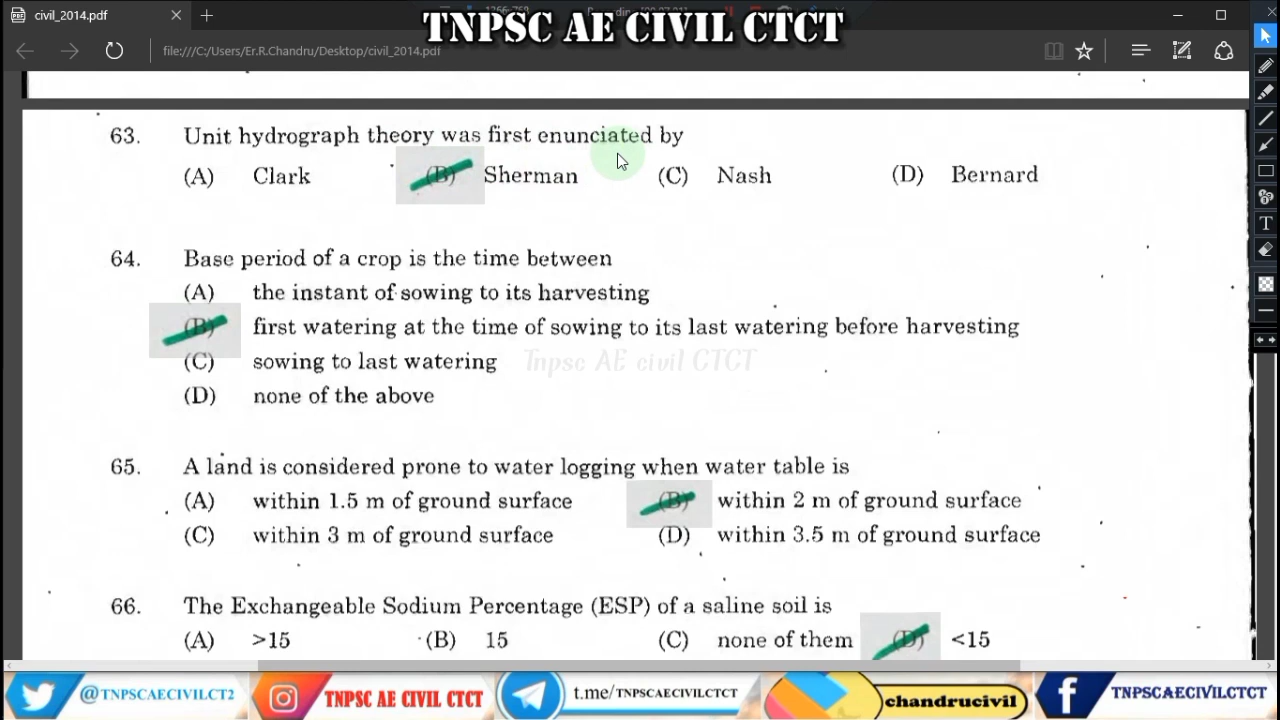 civil_2014.pdf
TNPSC AE CIVIL CTCT
file:///C:/Users/Er.R.Chandru/Desktop/civil_2014.pdf
63. Unit hydrograph theory was first enunciated by
(A) Clark (B) Sherman (C) Nash (D) Bernard
64. Base period of a crop is the time between
(A) the instant of sowing to its harvesting
(B) first watering at the time of sowing to its last watering before harvesting
(C) sowing to last watering
Tnpsc AE civil CTCT
(D) none of the above
65. A land is considered prone to water logging when water table is
(A) within 1.5 m of ground surface (B) within 2 m of ground surface
(C) within 3 m of ground surface (D) within 3.5 m of ground surface
66. The Exchangeable Sodium Percentage (ESP) of a saline soil is
(A) >15 (B) 15 (C) none of them (D) <15
@TNPSCAECIVILCT2 TNPSC AE CIVIL CTCT t.me/TNPSCAECIVILCTCT chandrucivil TNPSCAECIVILCTCT